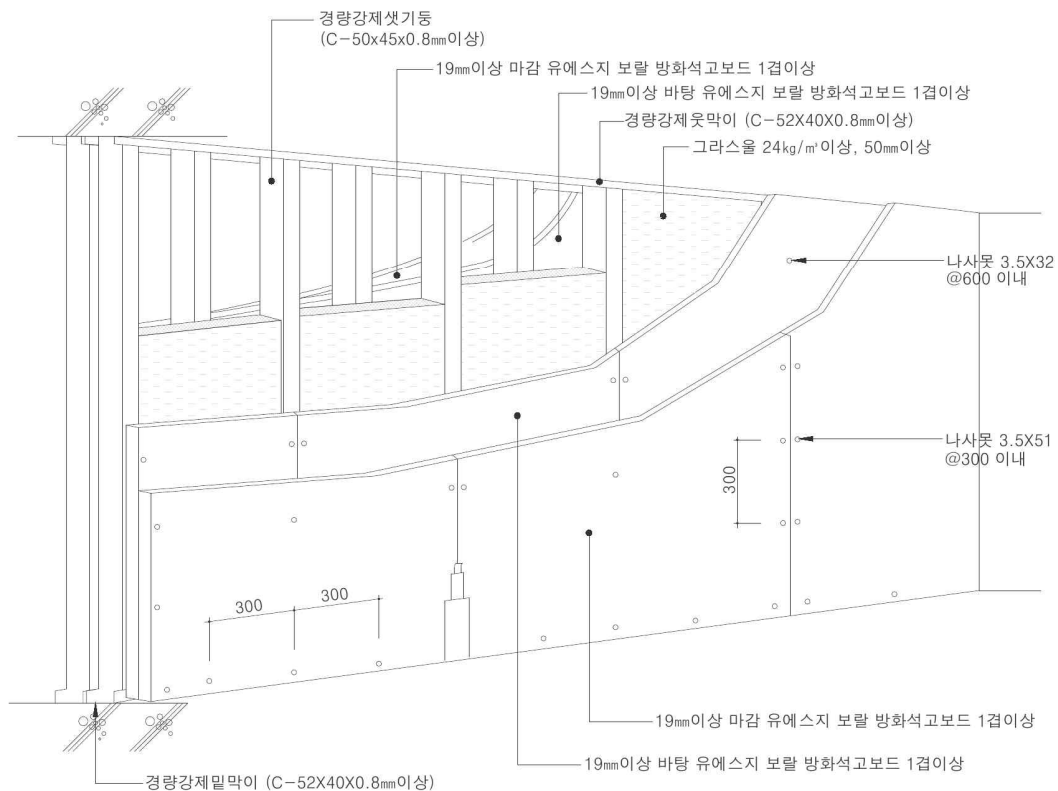 경량강제샛기둥
(C-50x45x0.8㎜이상)
19㎜이상 마감 유에스지 보랄 방화석고보드 1겹이상
19㎜이상 바탕 유에스지 보랄 방화석고보드 1겹이상
경량강제웃막이 (C-52X40X0.8㎜이상)
그라스울 24㎏/㎥이상, 50㎜이상
나사못 3.5X32
@600 이내
나사못 3.5X51
@300 이내
300
300
300
19㎜이상 마감 유에스지 보랄 방화석고보드 1겹이상
19㎜이상 바탕 유에스지 보랄 방화석고보드 1겹이상
경량강제밑막이 (C-52X40X0.8㎜이상)